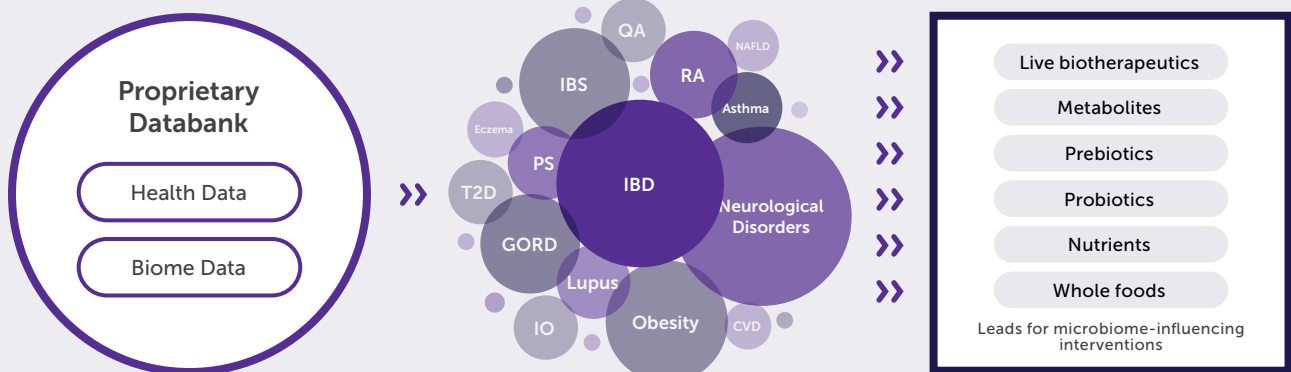 Proprietary
Databank
Health Data
Biome Data
QA
NAFLD
IBS
RA
Asthma
Eczema
PS
IBD
T2D
Neurological
Disorders
GORD
Lupus
IO
Obesity
CVD
Live biotherapeutics
Metabolites
Prebiotics
Probiotics
Nutrients
Whole foods
Leads for microbiome-influencing
interventions